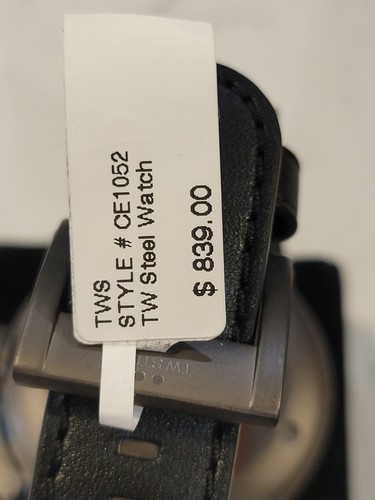 TWS
STYLE # CE1052
TW Steel Watch
$ 839.00